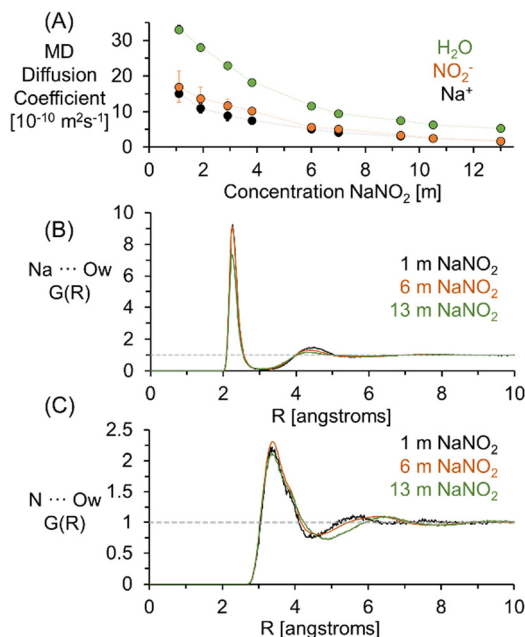 (A)
MD
Diffusion
Coefficient
[10⁻¹⁰ m²s⁻¹]
30
20
10
0
H₂O
NO₂⁻
Na⁺
0 2 4 6 8 10 12
Concentration NaNO₂ [m]
(B)
Na ··· Ow
G(R)
10
8
6
4
2
0
1 m NaNO₂
6 m NaNO₂
13 m NaNO₂
0 2 4 6 8 10
R [angstroms]
(C)
N ··· Ow
G(R)
2.5
2
1.5
1
0.5
0
1 m NaNO₂
6 m NaNO₂
13 m NaNO₂
0 2 4 6 8 10
R [angstroms]